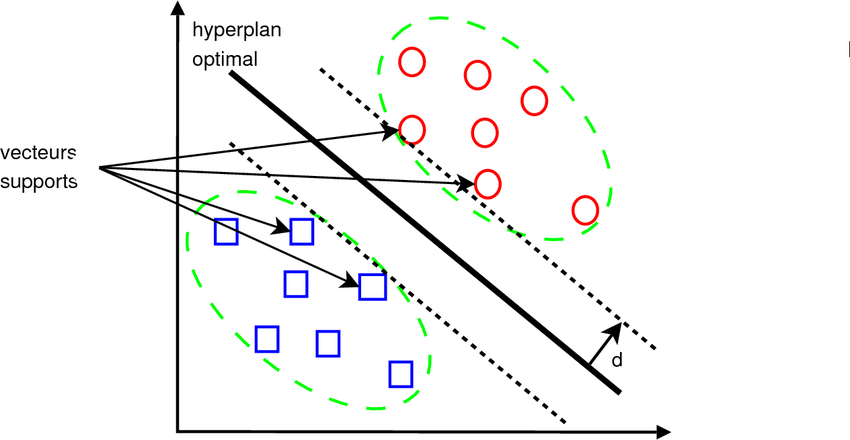 hyperplan
optimal
vecteurs
supports
d